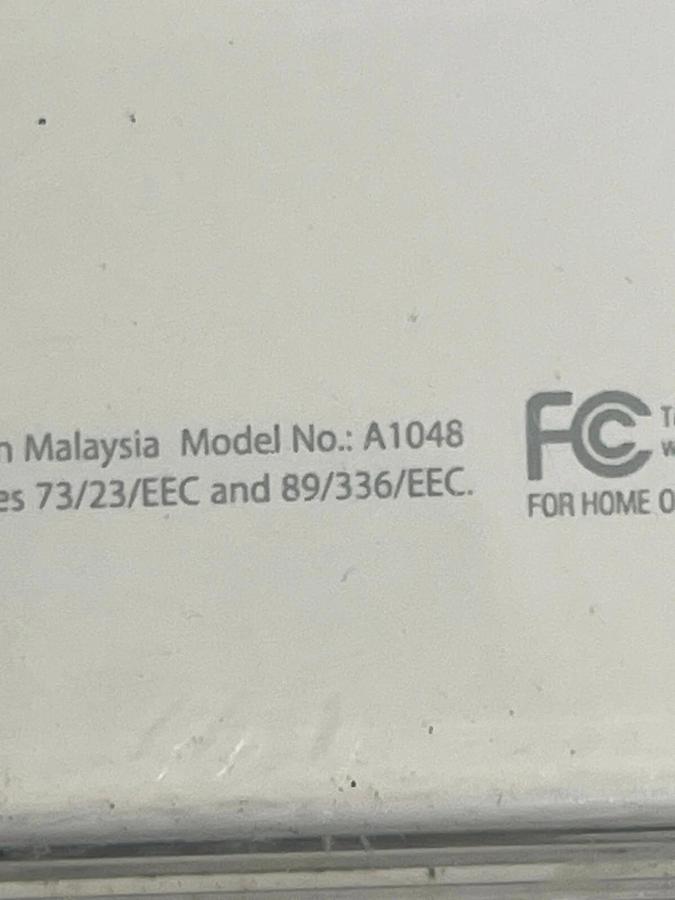 n Malaysia Model No.: A1048
es 73/23/EEC and 89/336/EEC.
FC
FOR HOME O